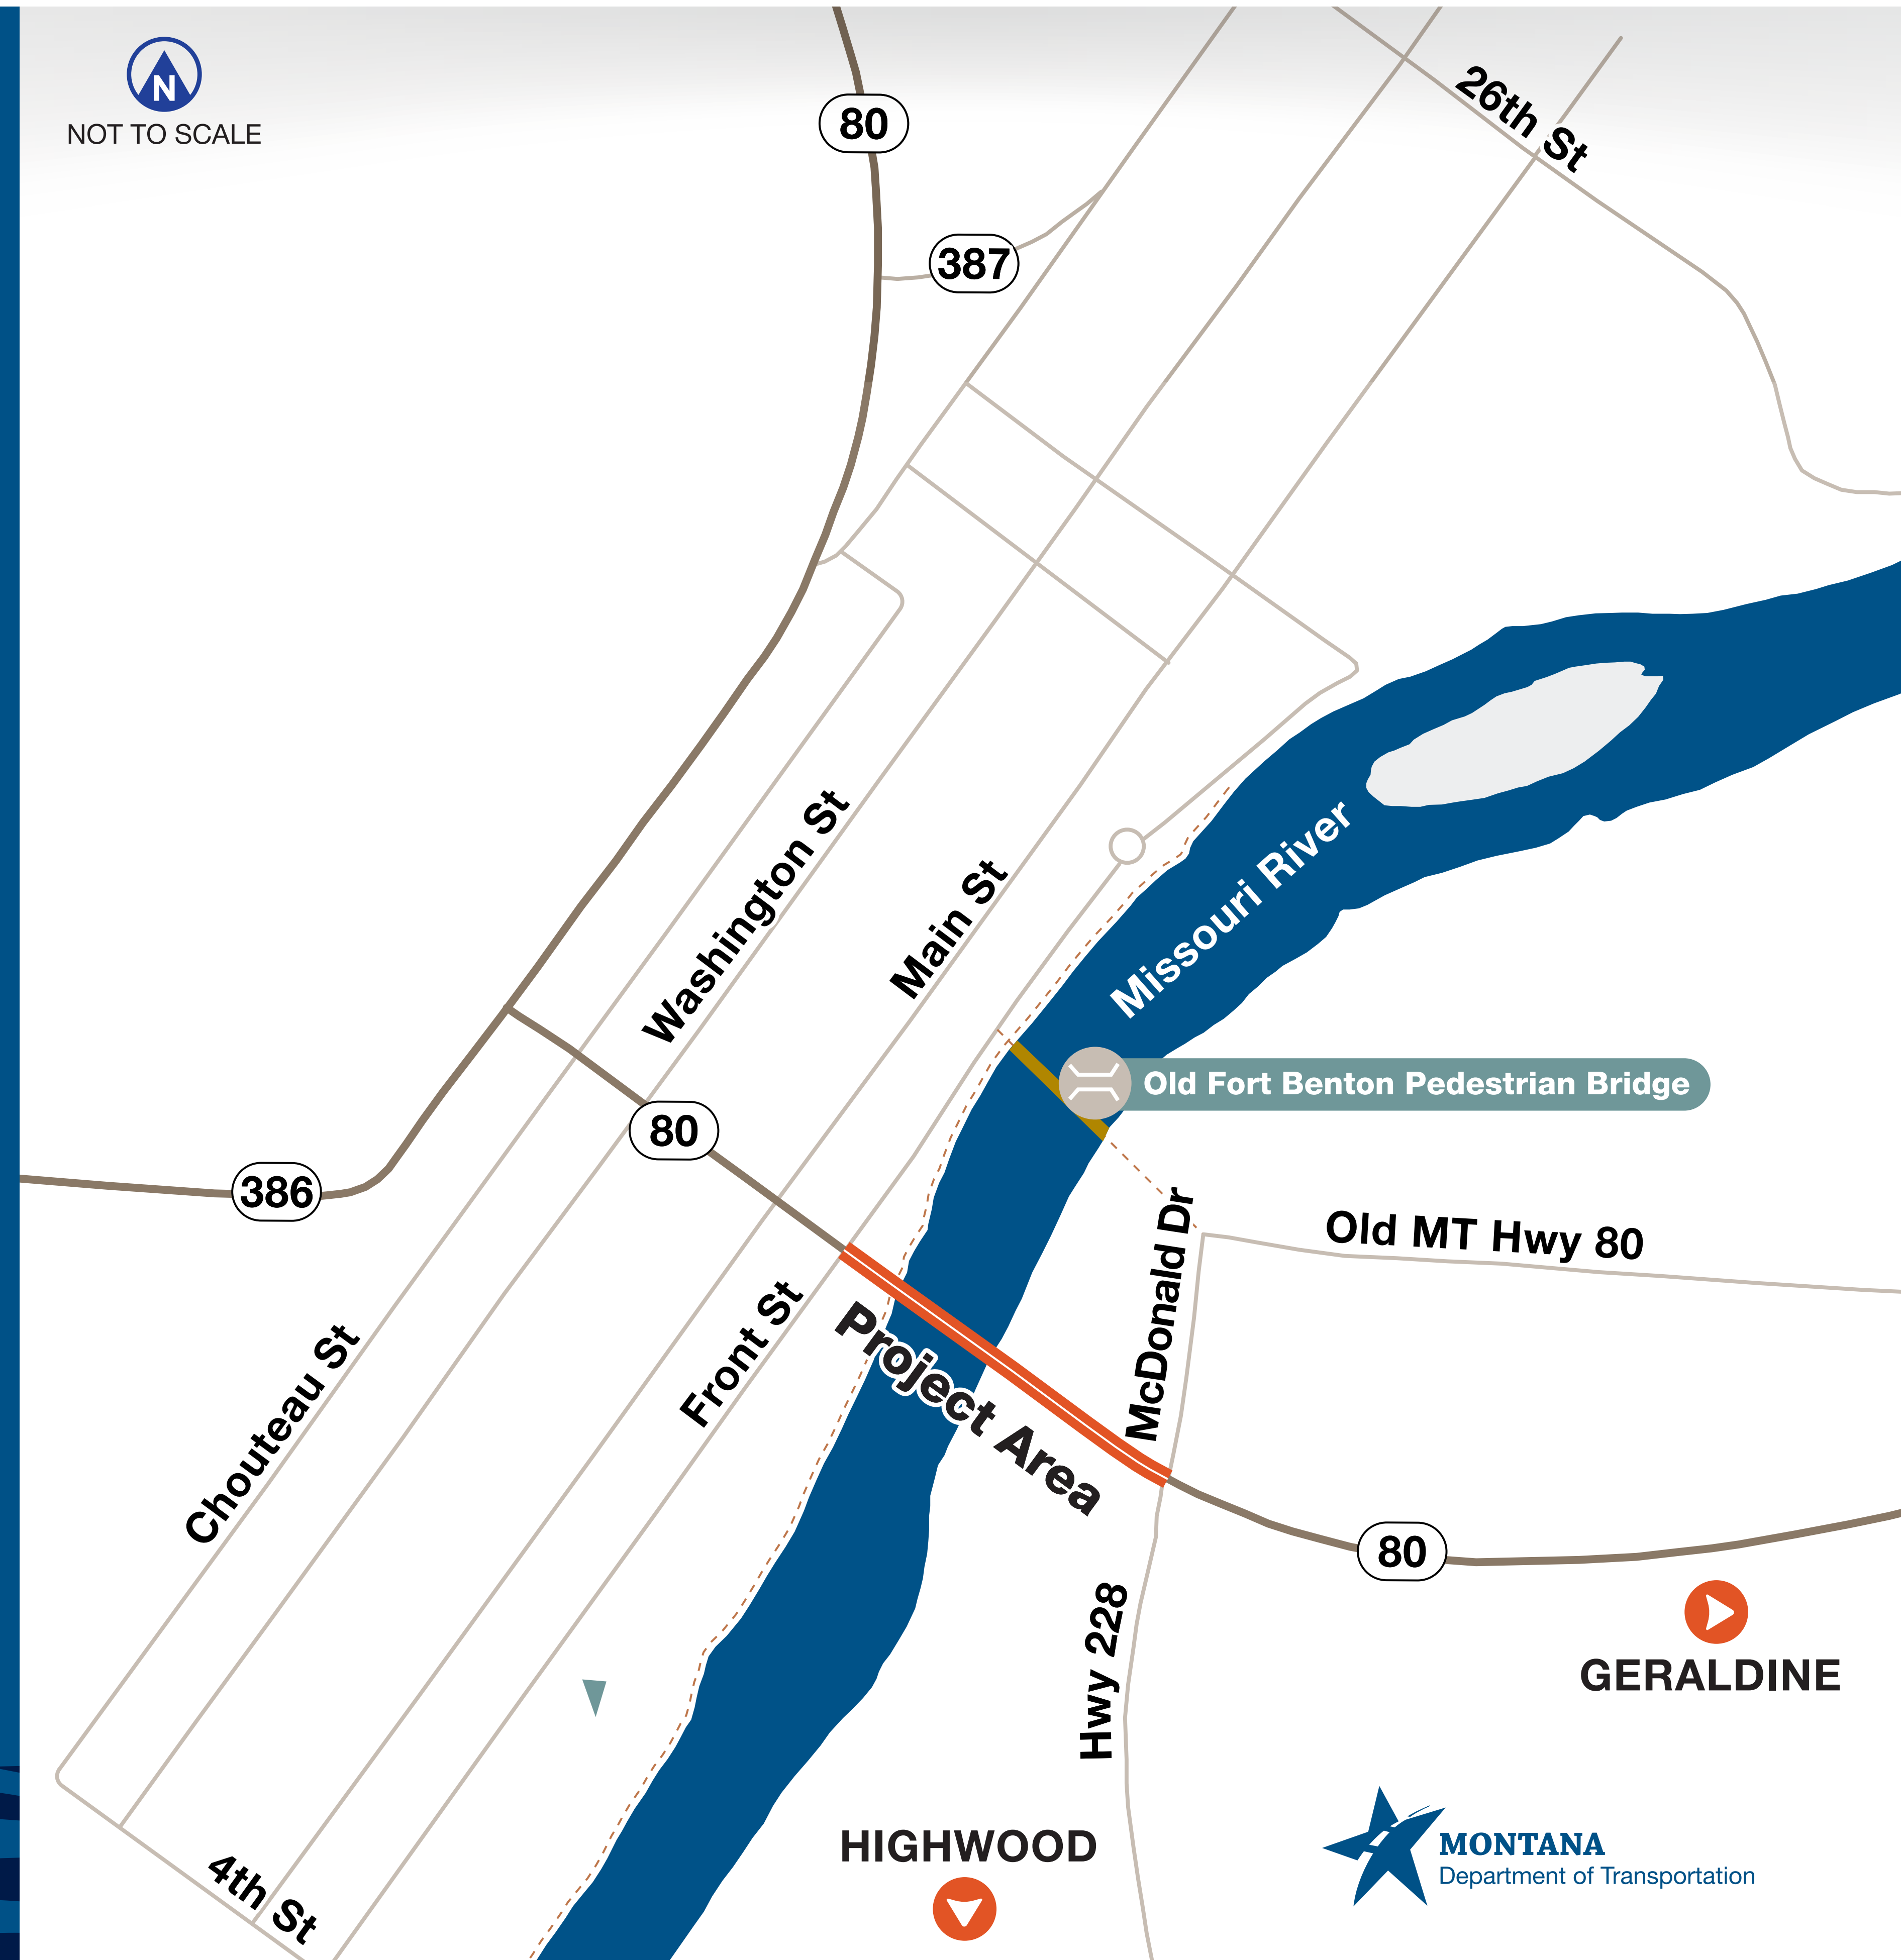 N
NOT TO SCALE
80
26th St
387
Washington St
Main St
Missouri River
Old Fort Benton Pedestrian Bridge
80
386
McDonald Dr
Old MT Hwy 80
Front St
Project Area
Chouteau St
80
Hwy 228
GERALDINE
HIGHWOOD
4th St
MONTANA
Department of Transportation